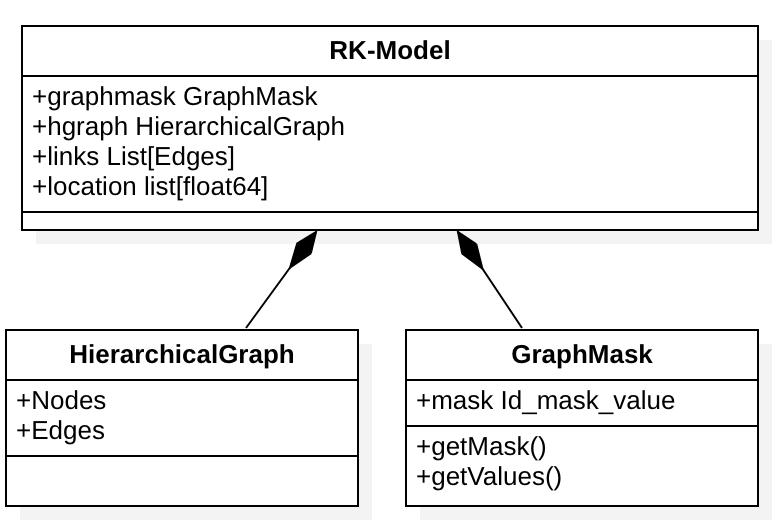 RK-Model
+graphmask GraphMask
+hgraph HierarchicalGraph
+links List[Edges]
+location list[float64]
HierarchicalGraph
+Nodes
+Edges
GraphMask
+mask Id_mask_value
+getMask()
+getValues()